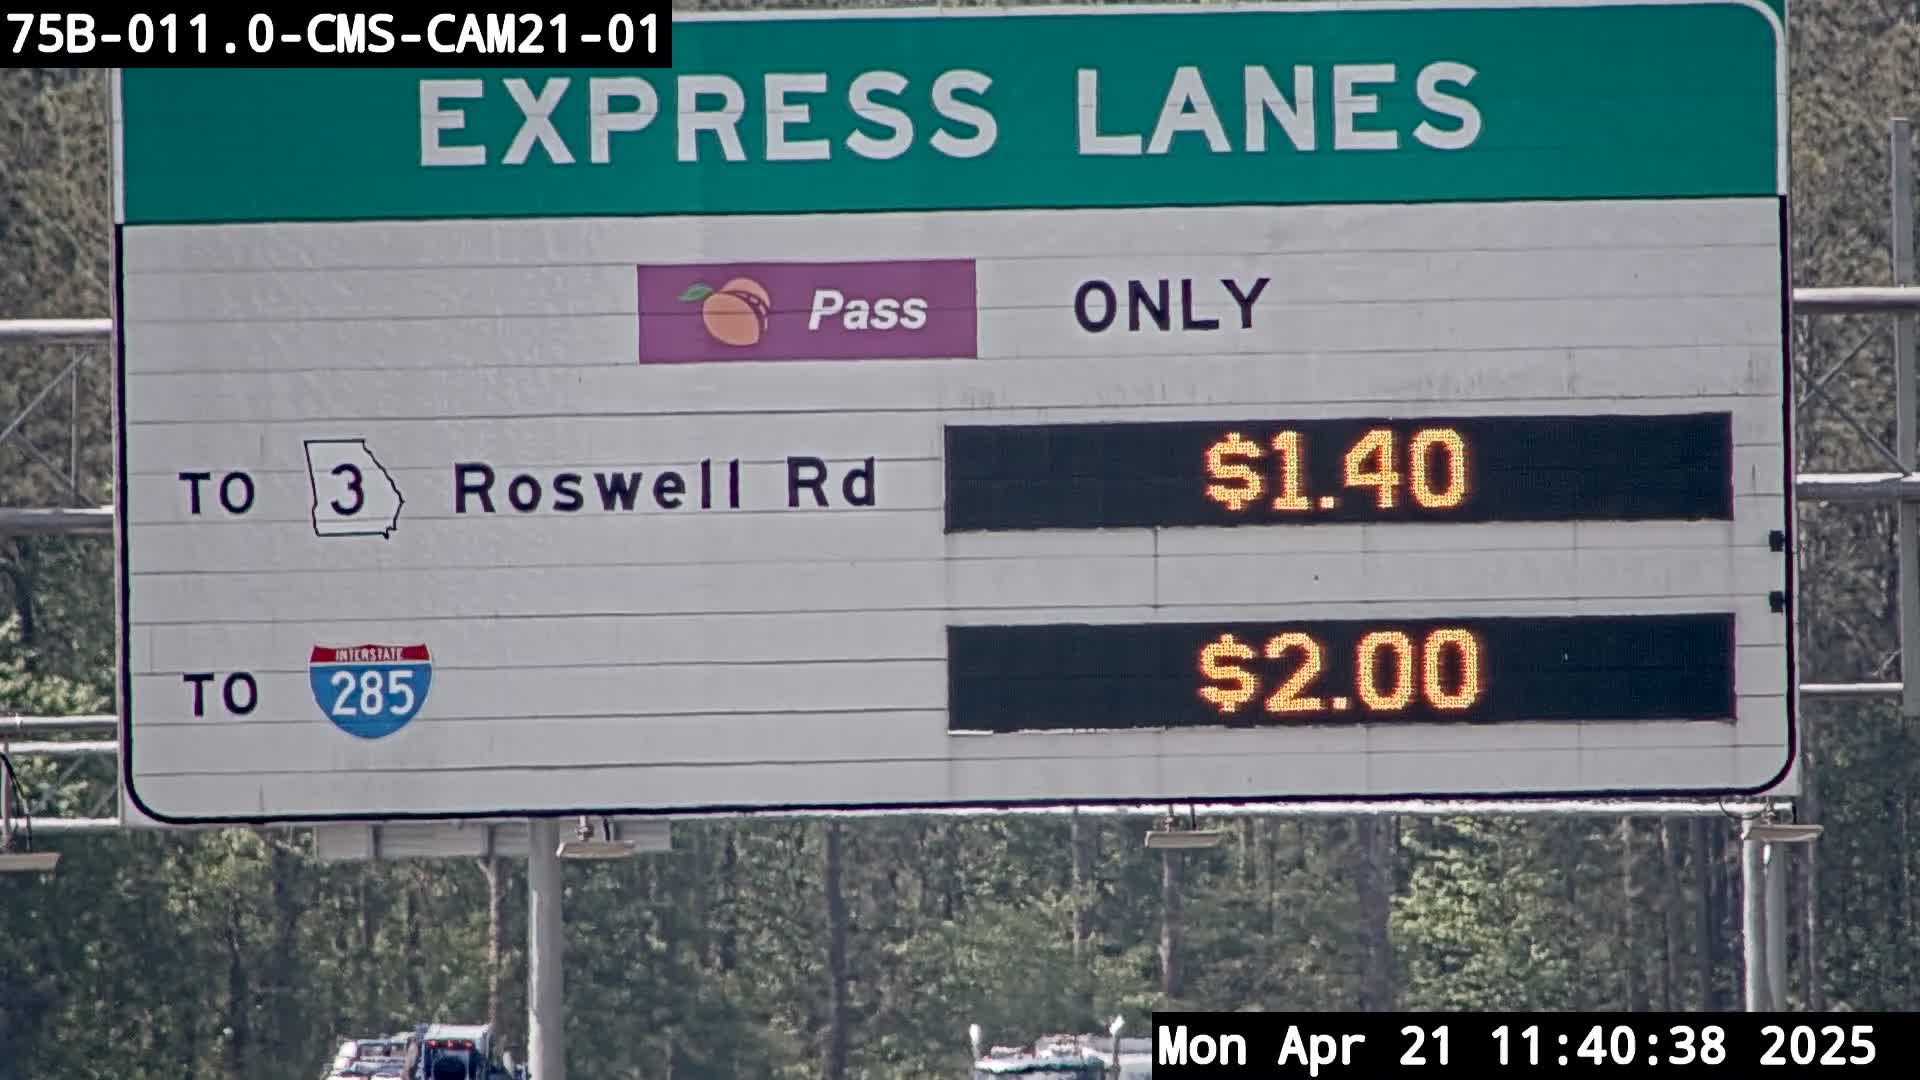 75B-011.0-CMS-CAM21-01
EXPRESS LANES
Pass ONLY
TO 3 Roswell Rd $1.40
INTERSTATE
TO 285 $2.00
Mon Apr 21 11:40:38 2025